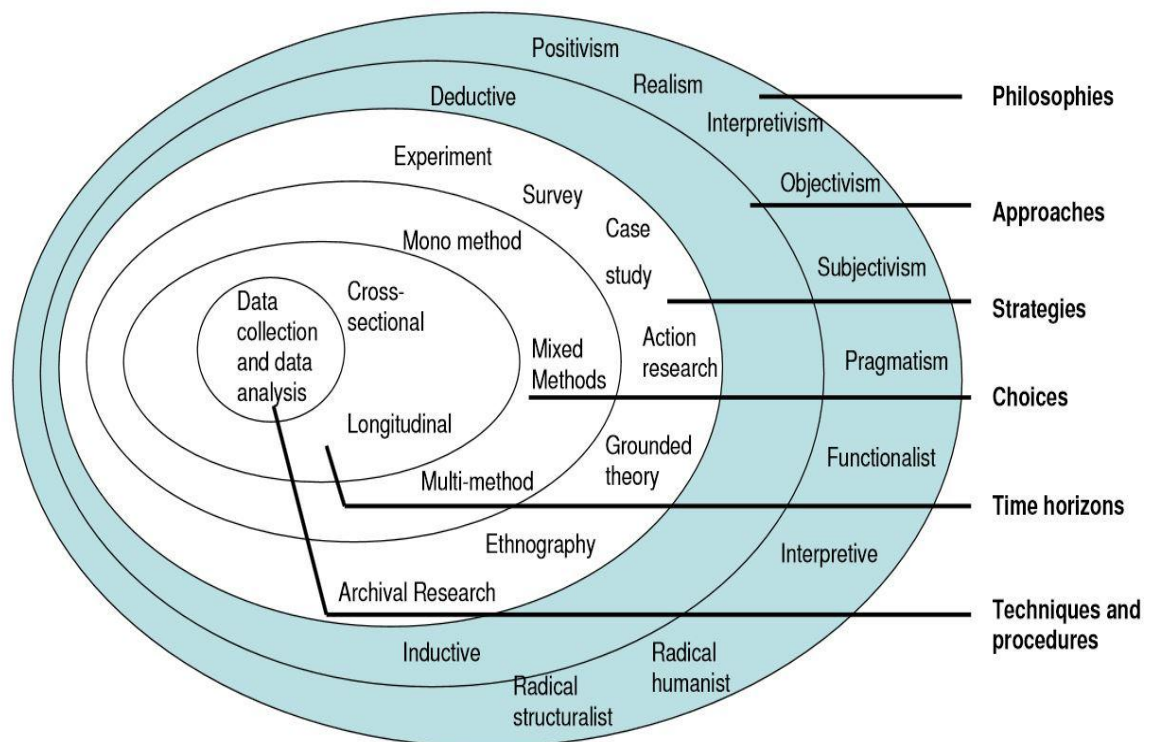 Positivism
Realism
Philosophies
Deductive
Interpretivism
Experiment
Objectivism
Survey
Approaches
Case
study
Mono method
Subjectivism
Cross-
sectional
Data
collection
and data
analysis
Strategies
Action
research
Mixed
Methods
Pragmatism
Choices
Longitudinal
Grounded
theory
Functionalist
Multi-method
Time horizons
Ethnography
Interpretive
Archival Research
Techniques and
procedures
Inductive
Radical
humanist
Radical
structuralist